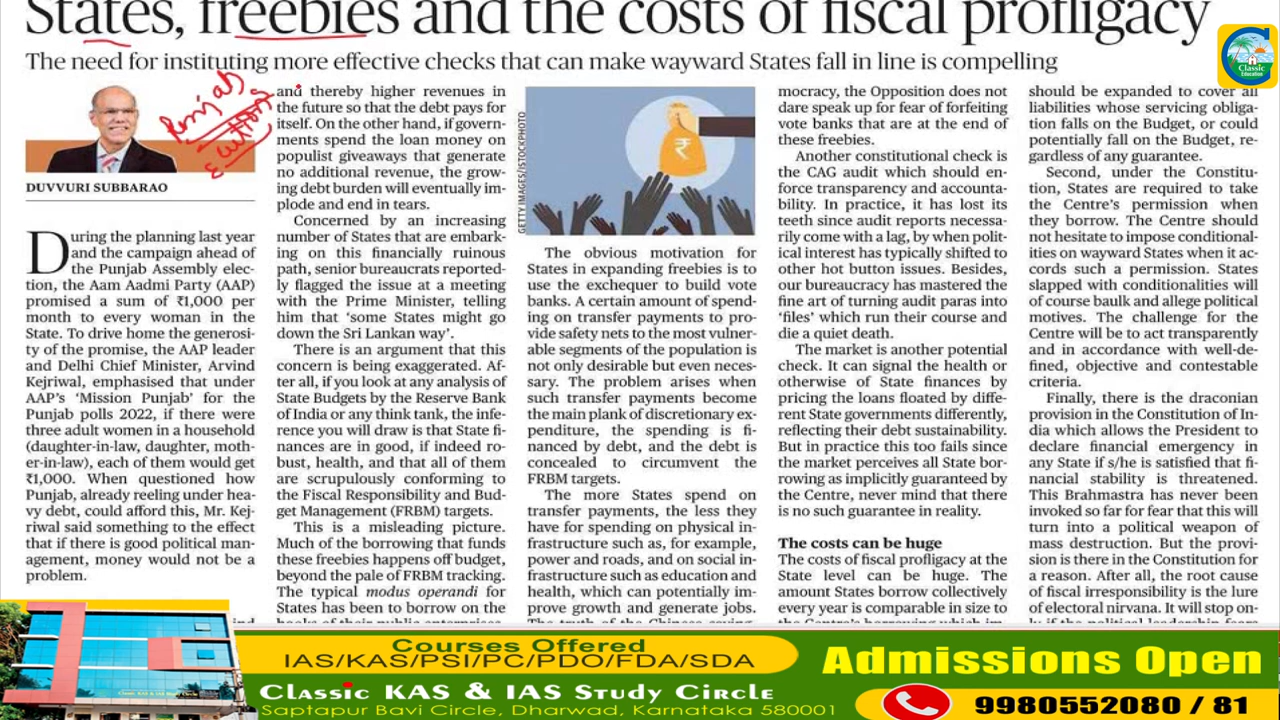 States, freebies and the costs of fiscal profligacy
The need for instituting more effective checks that can make wayward States fall in line is compelling
Classic
Education
Punjab
Elections
DUVVURI SUBBARAO
During the planning last year
and the campaign ahead of
the Punjab Assembly elec-
tion, the Aam Aadmi Party (AAP)
promised a sum of ₹1,000 per
month to every woman in the
State. To drive home the generosi-
ty of the promise, the AAP leader
and Delhi Chief Minister, Arvind
Kejriwal, emphasised that under
AAP's 'Mission Punjab' for the
Punjab polls 2022, if there were
three adult women in a household
(daughter-in-law, daughter, moth-
er-in-law), each of them would get
₹1,000. When questioned how
Punjab, already reeling under hea-
vy debt, could afford this, Mr. Kej-
riwal said something to the effect
that if there is good political man-
agement, money would not be a
problem.
and thereby higher revenues in
the future so that the debt pays for
itself. On the other hand, if govern-
ments spend the loan money on
populist giveaways that generate
no additional revenue, the grow-
ing debt burden will eventually im-
plode and end in tears.
Concerned by an increasing
number of States that are embark-
ing on this financially ruinous
path, senior bureaucrats reported-
ly flagged the issue at a meeting
with the Prime Minister, telling
him that 'some States might go
down the Sri Lankan way'.
There is an argument that this
concern is being exaggerated. Af-
ter all, if you look at any analysis of
State Budgets by the Reserve Bank
of India or any think tank, the infe-
rence you will draw is that State fi-
nances are in good, if indeed ro-
bust, health, and that all of them
are scrupulously conforming to
the Fiscal Responsibility and Bud-
get Management (FRBM) targets.
This is a misleading picture.
Much of the borrowing that funds
these freebies happens off budget,
beyond the pale of FRBM tracking.
The typical modus operandi for
States has been to borrow on the
books of their public enterprises,
GETTY IMAGES/ISTOCKPHOTO
₹
The obvious motivation for
States in expanding freebies is to
use the exchequer to build vote
banks. A certain amount of spend-
ing on transfer payments to pro-
vide safety nets to the most vulner-
able segments of the population is
not only desirable but even neces-
sary. The problem arises when
such transfer payments become
the main plank of discretionary ex-
penditure, the spending is fi-
nanced by debt, and the debt is
concealed to circumvent the
FRBM targets.
The more States spend on
transfer payments, the less they
have for spending on physical in-
frastructure such as, for example,
power and roads, and on social in-
frastructure such as education and
health, which can potentially im-
prove growth and generate jobs.
The truth of the Chinese saying,
mocracy, the Opposition does not
dare speak up for fear of forfeiting
vote banks that are at the end of
these freebies.
Another constitutional check is
the CAG audit which should en-
force transparency and accounta-
bility. In practice, it has lost its
teeth since audit reports necessa-
rily come with a lag, by when polit-
ical interest has typically shifted to
other hot button issues. Besides,
our bureaucracy has mastered the
fine art of turning audit paras into
'files' which run their course and
die a quiet death.
The market is another potential
check. It can signal the health or
otherwise of State finances by
pricing the loans floated by diffe-
rent State governments differently,
reflecting their debt sustainability.
But in practice this too fails since
the market perceives all State bor-
rowing as implicitly guaranteed by
the Centre, never mind that there
is no such guarantee in reality.
The costs can be huge
The costs of fiscal profligacy at the
State level can be huge. The
amount States borrow collectively
every year is comparable in size to
the Centre's borrowing which im-
should be expanded to cover all
liabilities whose servicing obliga-
tion falls on the Budget, or could
potentially fall on the Budget, re-
gardless of any guarantee.
Second, under the Constitu-
tion, States are required to take
the Centre's permission when
they borrow. The Centre should
not hesitate to impose conditional-
ities on wayward States when it ac-
cords such a permission. States
slapped with conditionalities will
of course baulk and allege political
motives. The challenge for the
Centre will be to act transparently
and in accordance with well-de-
fined, objective and contestable
criteria.
Finally, there is the draconian
provision in the Constitution of In-
dia which allows the President to
declare financial emergency in
any State if s/he is satisfied that fi-
nancial stability is threatened.
This Brahmastra has never been
invoked so far for fear that this will
turn into a political weapon of
mass destruction. But the provi-
sion is there in the Constitution for
a reason. After all, the root cause
of fiscal irresponsibility is the lure
of electoral nirvana. It will stop on-
ly if the political leadership fears
Courses Offered
IAS/KAS/PSI/PC/PDO/FDA/SDA
Classic KAS & IAS Study Circle
Saptapur Bavi Circle, Dharwad, Karnataka 580001
Admissions Open
9980552080 / 81